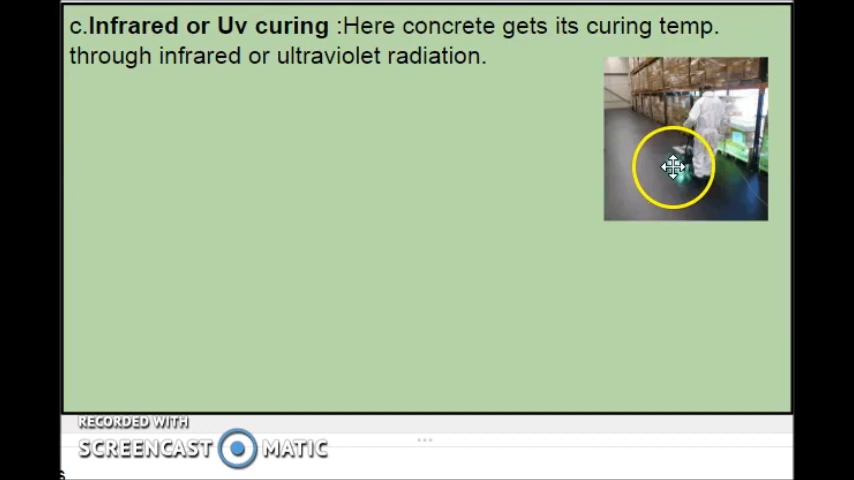 c.Infrared or Uv curing :Here concrete gets its curing temp.
through infrared or ultraviolet radiation.
RECORDED WITH
SCREENCAST MATIC
s